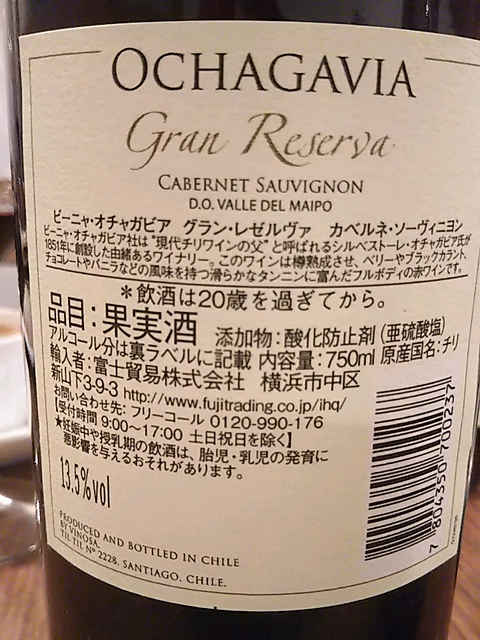 OCHAGAVIA
Gran Reserva
CABERNET SAUVIGNON
D.O. VALLE DEL MAIPO
ビーニャ・オチャガビア グラン・レゼルヴァ カベルネ・ソーヴィニヨン
ビーニャ・オチャガビア社は"現代チリワインの父"と呼ばれるシルベストーレ・オチャガビア氏が
1851年に創設した由緒あるワイナリー。このワインは樽熟成させ、ベリーやブラックカラント、
チョコレートやバニラなどの風味を持つ滑らかなタンニンに富んだフルボディの赤ワインです。
＊飲酒は20歳を過ぎてから。
品目：果実酒 添加物：酸化防止剤（亜硫酸塩）
アルコール分は裏ラベルに記載 内容量：750ml 原産国名：チリ
輸入者：富士貿易株式会社 横浜市中区
新山下3-9-3 http://www.fujitrading.co.jp/ihq/
お問い合わせ先: フリーコール 0120-990-176
【受付時間 9:00～17:00 土日祝日を除く】
★妊娠中や授乳期の飲酒は、胎児・乳児の発育に
悪影響を与えるおそれがあります。
13.5%vol
PRODUCED AND BOTTLED IN CHILE
BY VINOSA.
TIL TIL Nº 2228, SANTIAGO, CHILE.
7 804350 700237